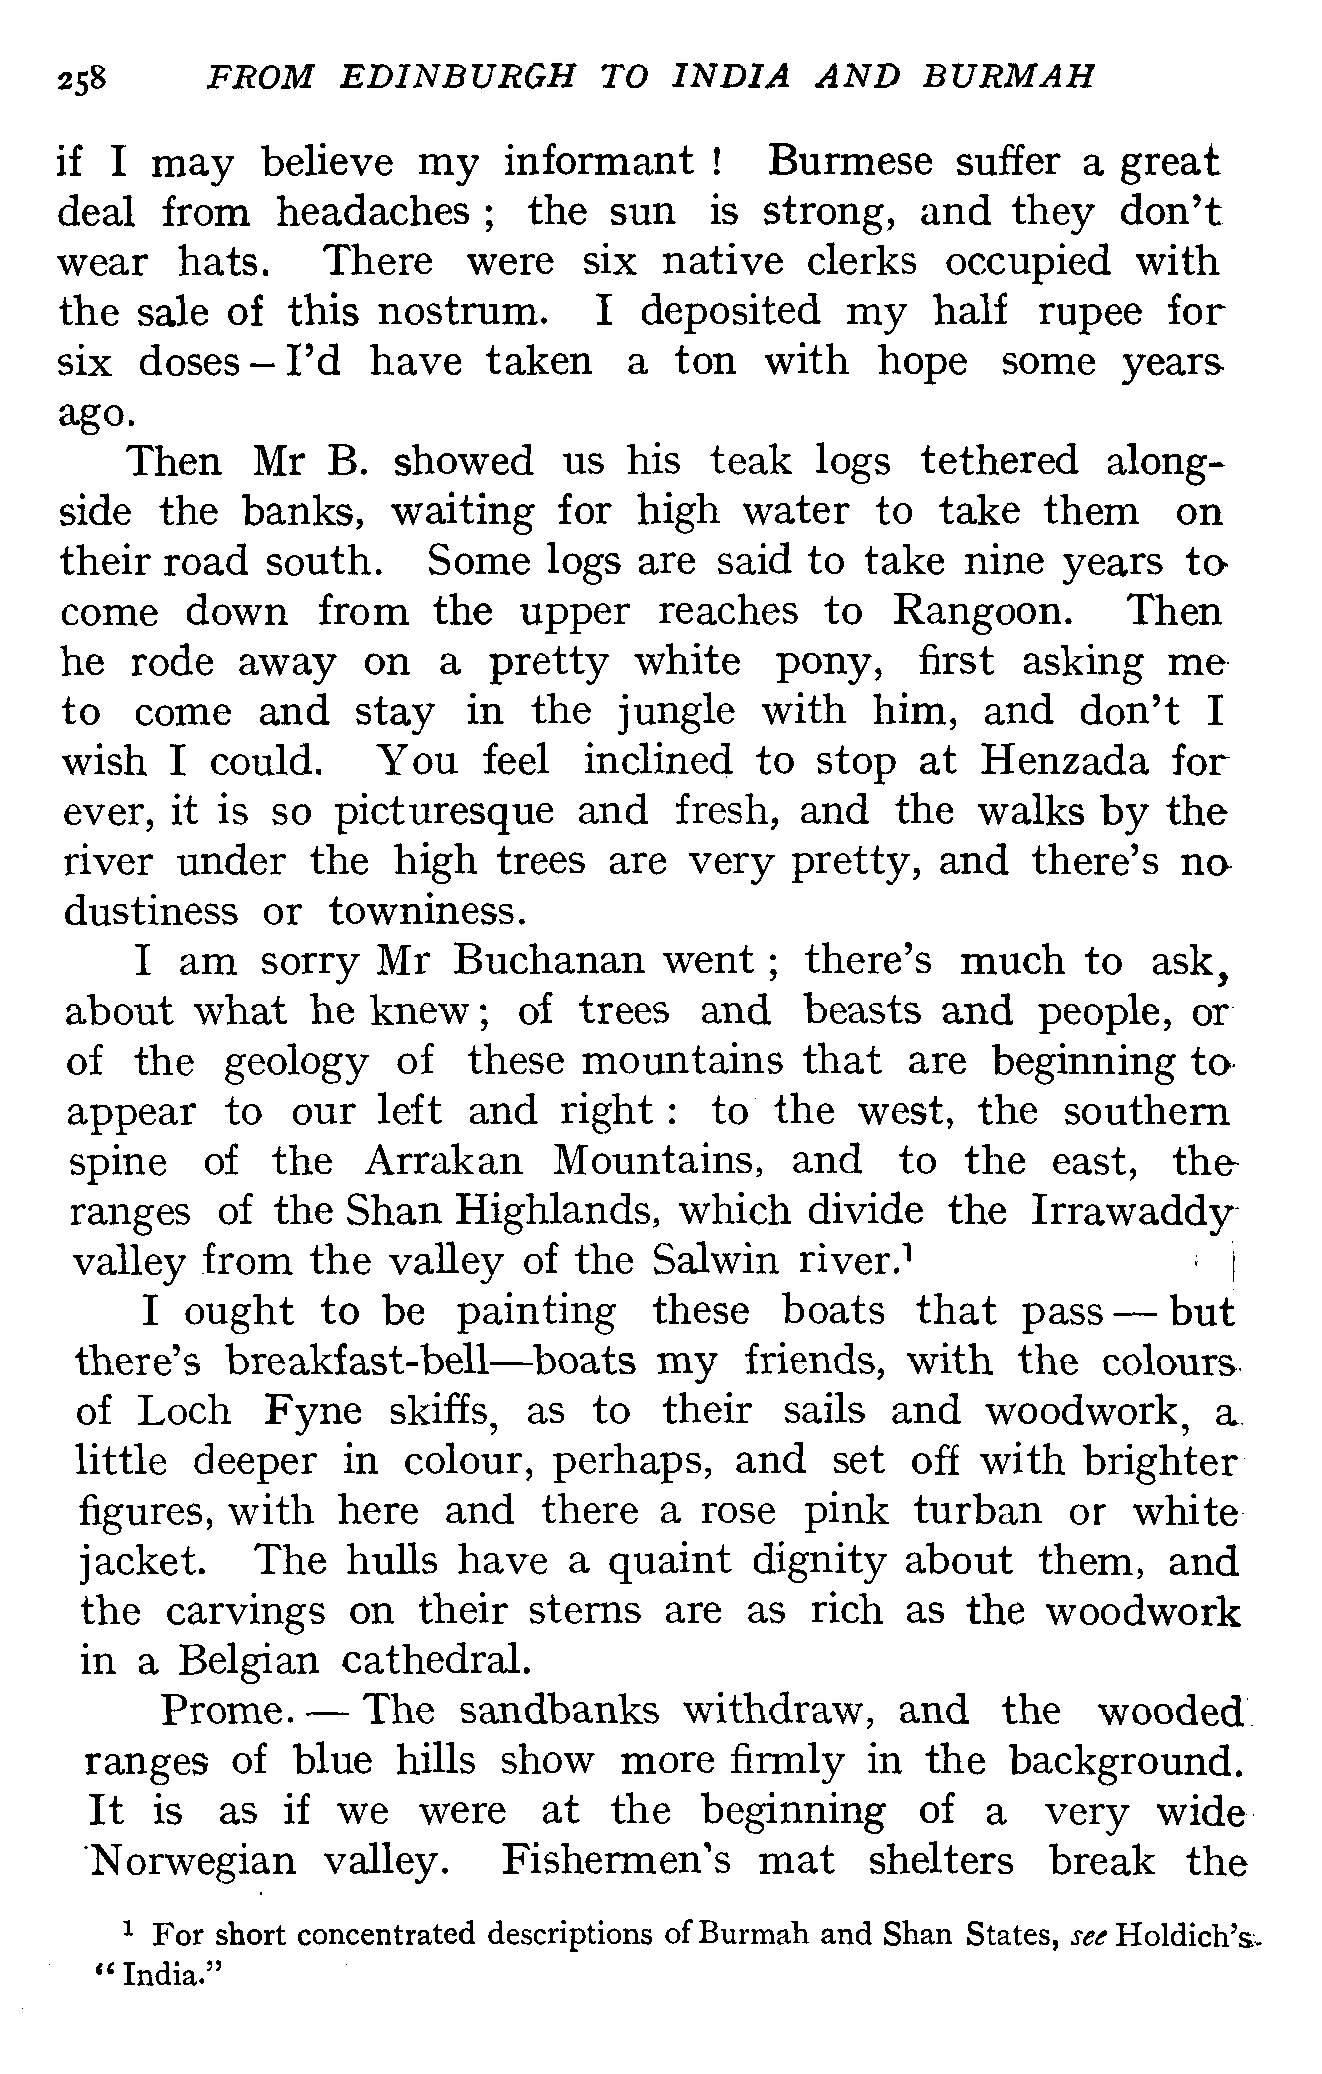 258 FROM EDINBURGH TO INDIA AND BURMAH
if I may believe my informant ! Burmese suffer a great
deal from headaches ; the sun is strong, and they don't
wear hats. There were six native clerks occupied with
the sale of this nostrum. I deposited my half rupee for
six doses – I'd have taken a ton with hope some years
ago.
Then Mr B. showed us his teak logs tethered along-
side the banks, waiting for high water to take them on
their road south. Some logs are said to take nine years to
come down from the upper reaches to Rangoon. Then
he rode away on a pretty white pony, first asking me
to come and stay in the jungle with him, and don't I
wish I could. You feel inclined to stop at Henzada for
ever, it is so picturesque and fresh, and the walks by the
river under the high trees are very pretty, and there's no
dustiness or towniness.
I am sorry Mr Buchanan went ; there's much to ask,
about what he knew ; of trees and beasts and people, or
of the geology of these mountains that are beginning to
appear to our left and right : to the west, the southern
spine of the Arrakan Mountains, and to the east, the
ranges of the Shan Highlands, which divide the Irrawaddy
valley from the valley of the Salwin river.¹
I ought to be painting these boats that pass — but
there's breakfast-bell—boats my friends, with the colours
of Loch Fyne skiffs, as to their sails and woodwork, a
little deeper in colour, perhaps, and set off with brighter
figures, with here and there a rose pink turban or white
jacket. The hulls have a quaint dignity about them, and
the carvings on their sterns are as rich as the woodwork
in a Belgian cathedral.
Prome. — The sandbanks withdraw, and the wooded
ranges of blue hills show more firmly in the background.
It is as if we were at the beginning of a very wide
Norwegian valley. Fishermen's mat shelters break the
¹ For short concentrated descriptions of Burmah and Shan States, see Holdich's
“ India.”